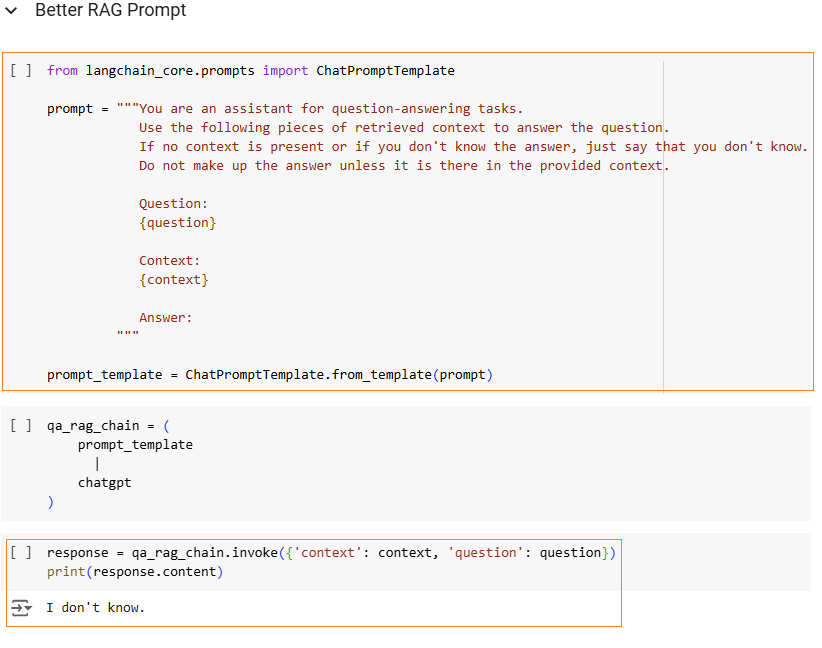 Better RAG Prompt
[ ] from langchain_core.prompts import ChatPromptTemplate
prompt = """You are an assistant for question-answering tasks.
Use the following pieces of retrieved context to answer the question.
If no context is present or if you don't know the answer, just say that you don't know.
Do not make up the answer unless it is there in the provided context.
Question:
{question}
Context:
{context}
Answer:
"""
prompt_template = ChatPromptTemplate.from_template(prompt)
[ ] qa_rag_chain = (
prompt_template
|
chatgpt
)
[ ] response = qa_rag_chain.invoke({'context': context, 'question': question})
print(response.content)
I don't know.